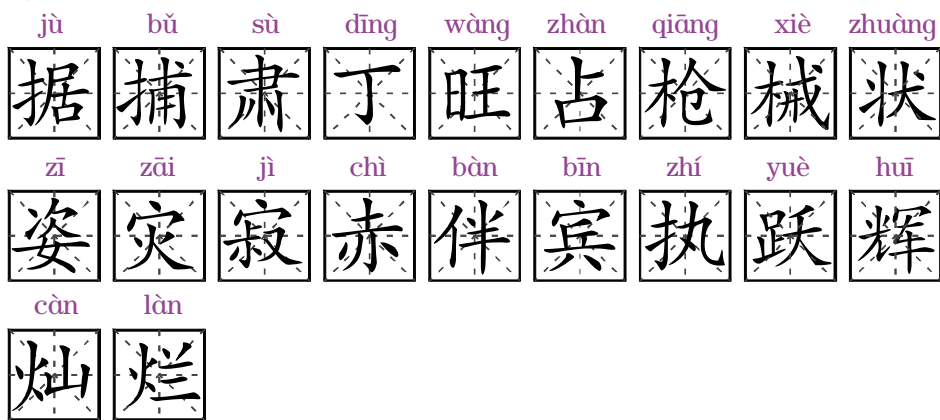 jù bǔ sù dīng wàng zhàn qiāng xiè zhuàng
据 捕 肃 丁 旺 占 枪 械 状
zī zāi jì chì bàn bīn zhí yuè huī
姿 灾 寂 赤 伴 宾 执 跃 辉
càn làn
灿 烂